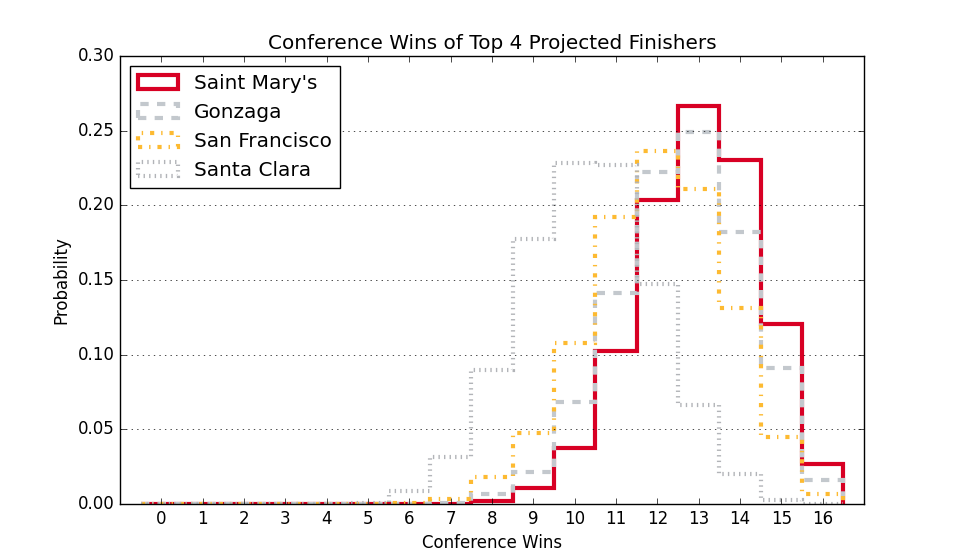 Conference Wins of Top 4 Projected Finishers
0.30
0.25
0.20
0.15
0.10
0.05
0.00
Probability
Saint Mary's
Gonzaga
San Francisco
Santa Clara
0 1 2 3 4 5 6 7 8 9 10 11 12 13 14 15 16
Conference Wins